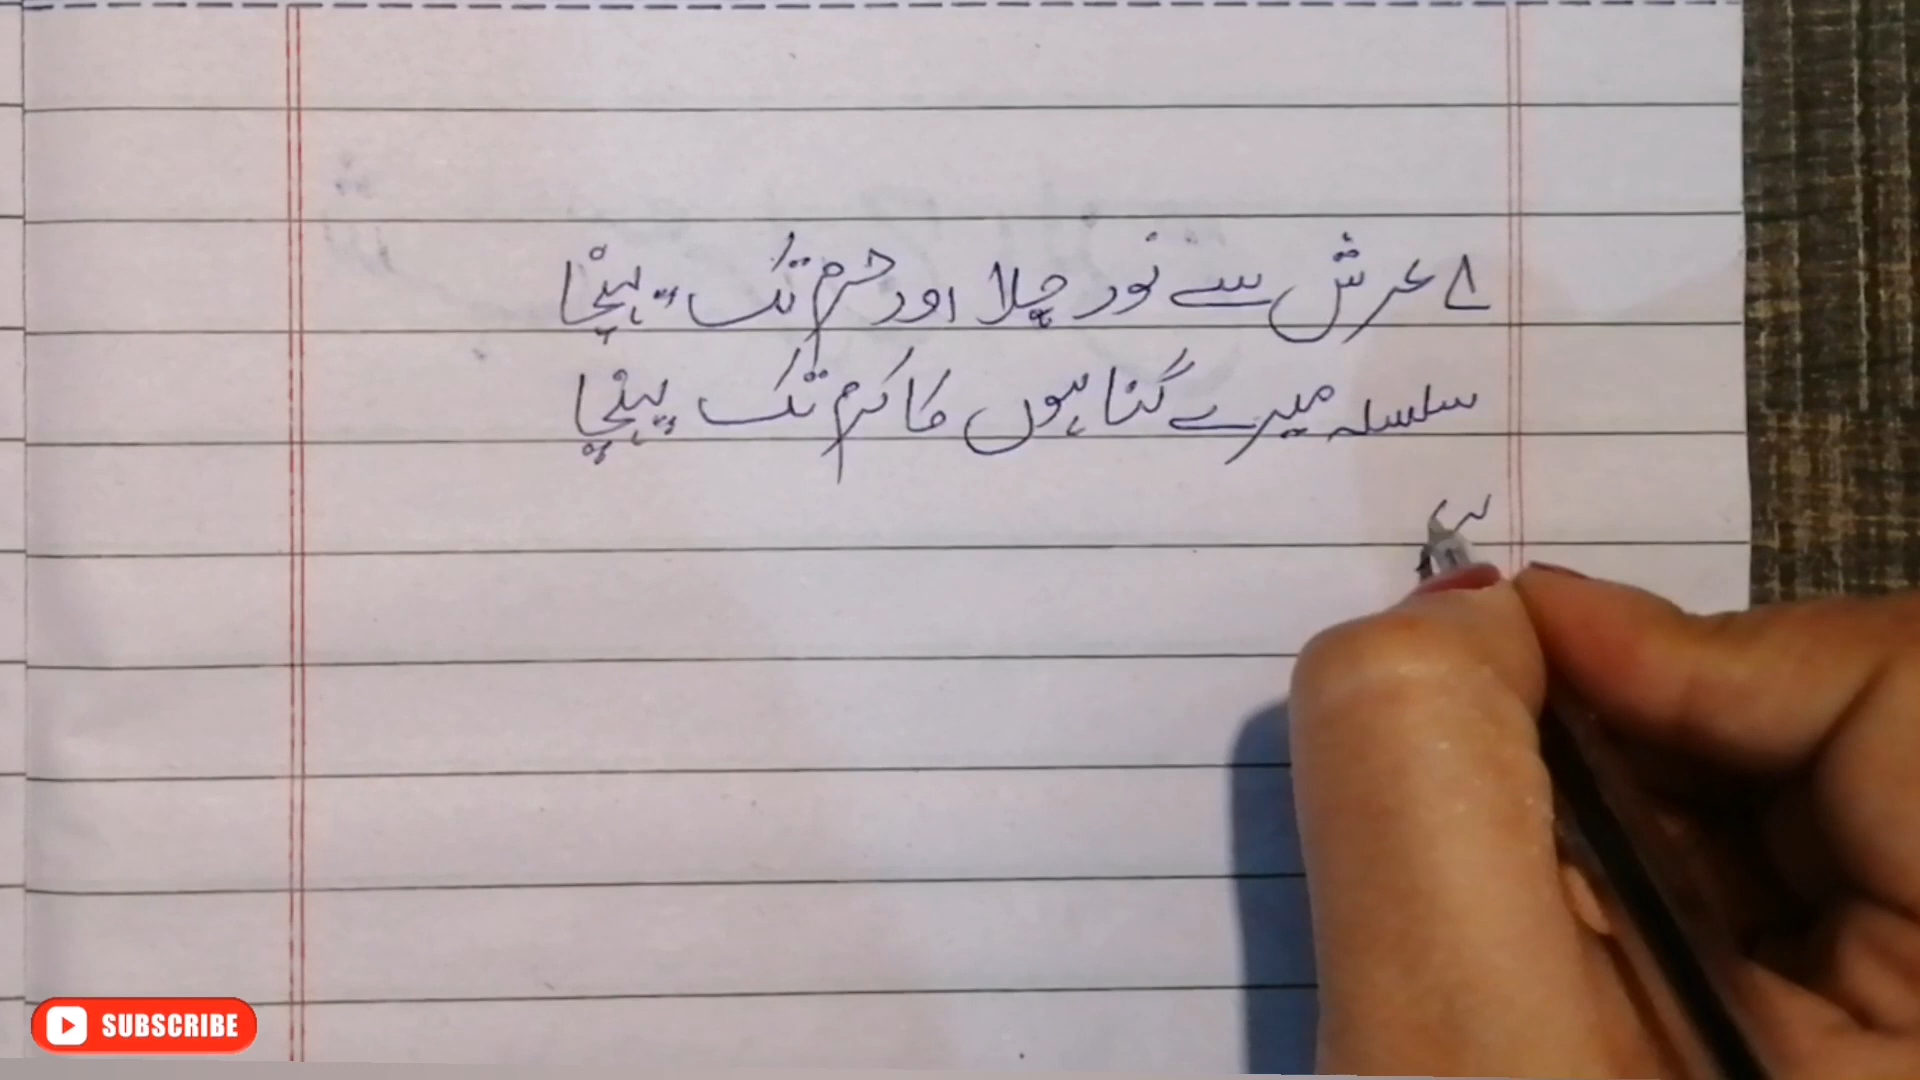 عرش سے نور چلا اور حرم تک پہنچا
سلسلہ میرے گناہوں کا کرم تک پہنچا
SUBSCRIBE